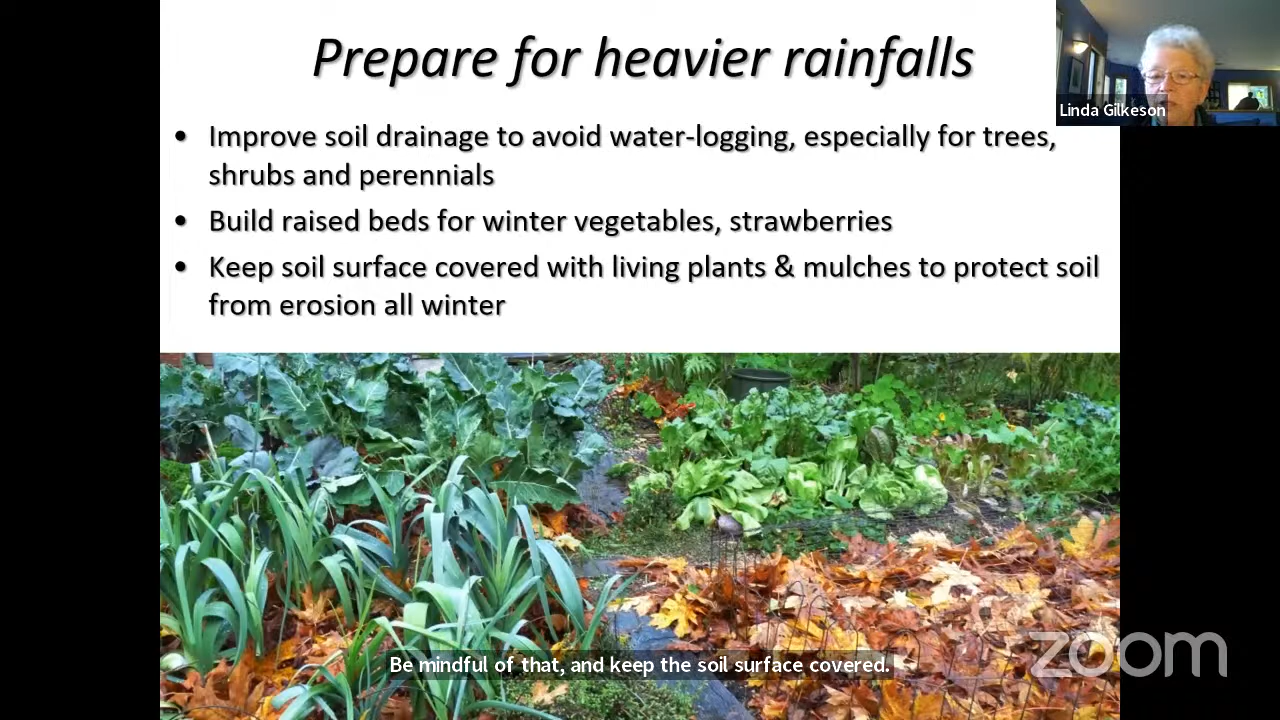 Prepare for heavier rainfalls
Linda Gilkeson
• Improve soil drainage to avoid water-logging, especially for trees,
shrubs and perennials
• Build raised beds for winter vegetables, strawberries
• Keep soil surface covered with living plants & mulches to protect soil
from erosion all winter
zoom
Be mindful of that, and keep the soil surface covered.